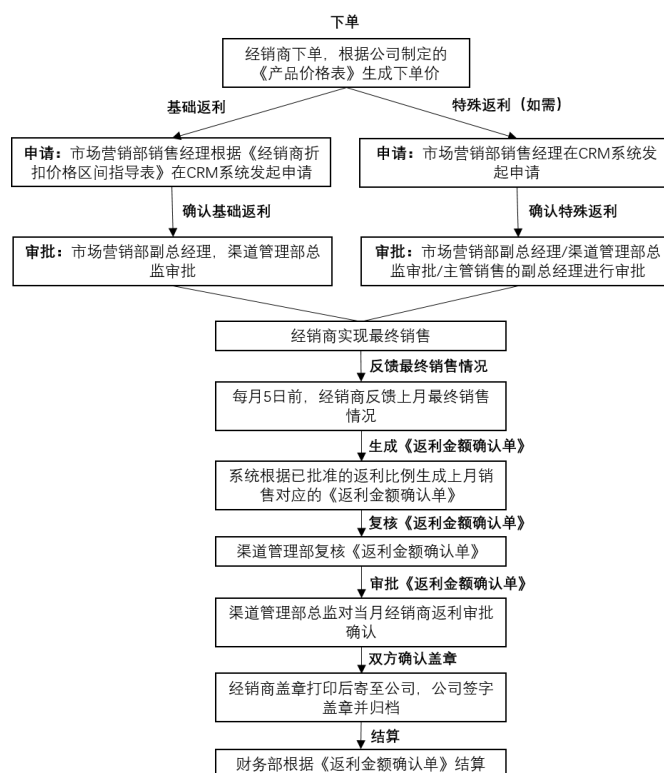 下单
经销商下单，根据公司制定的
《产品价格表》生成下单价
基础返利
特殊返利（如需）
申请：市场营销部销售经理根据《经销商折
扣价格区间指导表》在CRM系统发起申请
申请：市场营销部销售经理在CRM系统发
起申请
确认基础返利
确认特殊返利
审批：市场营销部副总经理，渠道管理部总
监审批
审批：市场营销部副总经理/渠道管理部总
监审批/主管销售的副总经理进行审批
经销商实现最终销售
反馈最终销售情况
每月5日前，经销商反馈上月最终销售
情况
生成《返利金额确认单》
系统根据已批准的返利比例生成上月销
售对应的《返利金额确认单》
复核《返利金额确认单》
渠道管理部复核《返利金额确认单》
审批《返利金额确认单》
渠道管理部总监对当月经销商返利审批
确认
双方确认盖章
经销商盖章打印后寄至公司，公司签字
盖章并归档
结算
财务部根据《返利金额确认单》结算